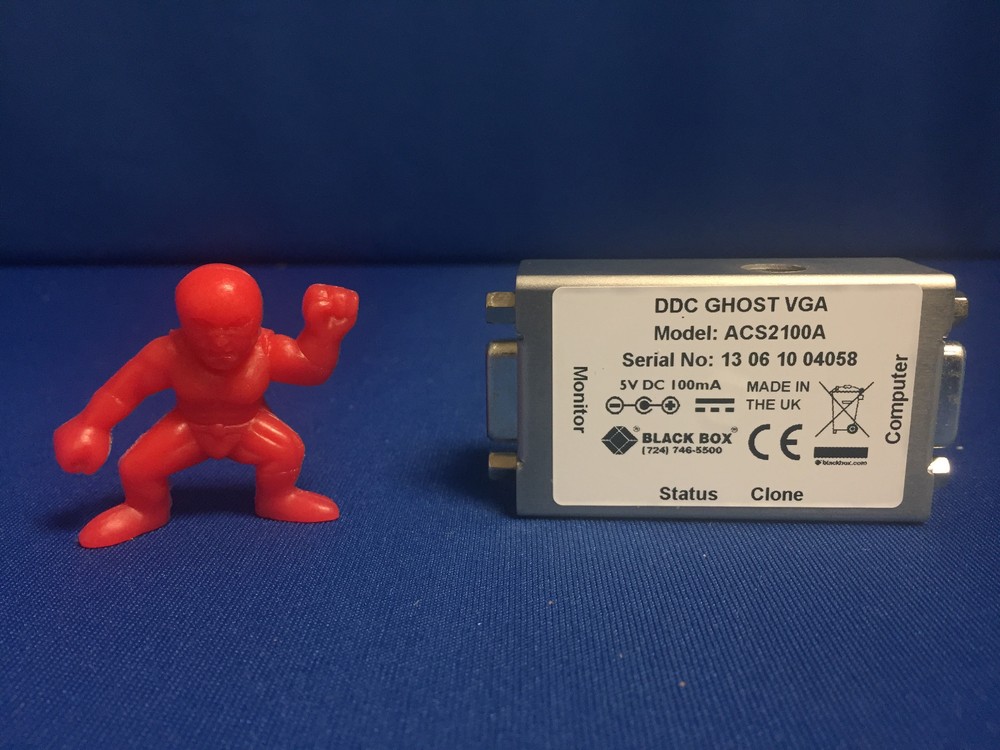 DDC GHOST VGA
Model: ACS2100A
Serial No: 13 06 10 04058
5V DC 100mA
MADE IN
THE UK
Monitor
Computer
BLACK BOX®
(724) 746-5500
CE
blackbox.com
Status Clone